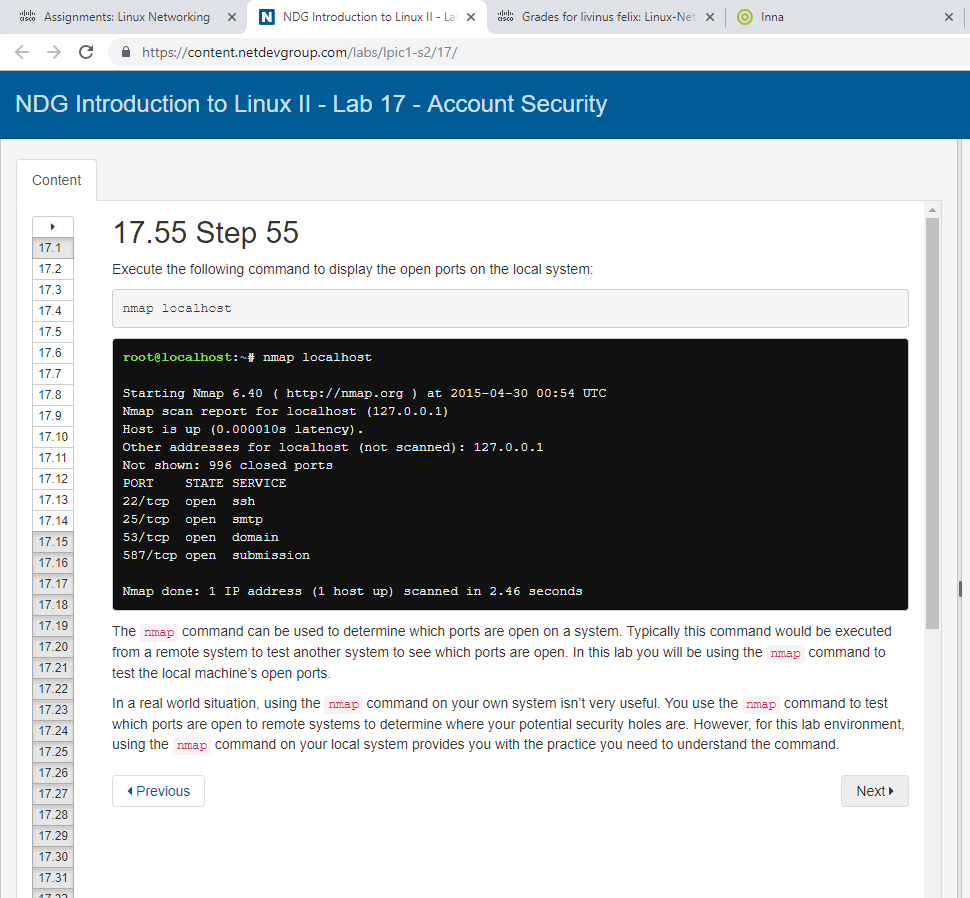 Assignments: Linux Networking
NDG Introduction to Linux II - La
Grades for livinus felix: Linux-Net
Inna
https://content.netdevgroup.com/labs/lpic1-s2/17/
NDG Introduction to Linux II - Lab 17 - Account Security
Content
17.1
17.2
17.3
17.4
17.5
17.6
17.7
17.8
17.9
17.10
17.11
17.12
17.13
17.14
17.15
17.16
17.17
17.18
17.19
17.20
17.21
17.22
17.23
17.24
17.25
17.26
17.27
17.28
17.29
17.30
17.31
17.55 Step 55
Execute the following command to display the open ports on the local system:
nmap localhost
root@localhost:~# nmap localhost
Starting Nmap 6.40 ( http://nmap.org ) at 2015-04-30 00:54 UTC
Nmap scan report for localhost (127.0.0.1)
Host is up (0.000010s latency).
Other addresses for localhost (not scanned): 127.0.0.1
Not shown: 996 closed ports
PORT    STATE SERVICE
22/tcp  open  ssh
25/tcp  open  smtp
53/tcp  open  domain
587/tcp open  submission
Nmap done: 1 IP address (1 host up) scanned in 2.46 seconds
The nmap command can be used to determine which ports are open on a system. Typically this command would be executed
from a remote system to test another system to see which ports are open. In this lab you will be using the nmap command to
test the local machine's open ports.
In a real world situation, using the nmap command on your own system isn't very useful. You use the nmap command to test
which ports are open to remote systems to determine where your potential security holes are. However, for this lab environment,
using the nmap command on your local system provides you with the practice you need to understand the command.
Previous
Next